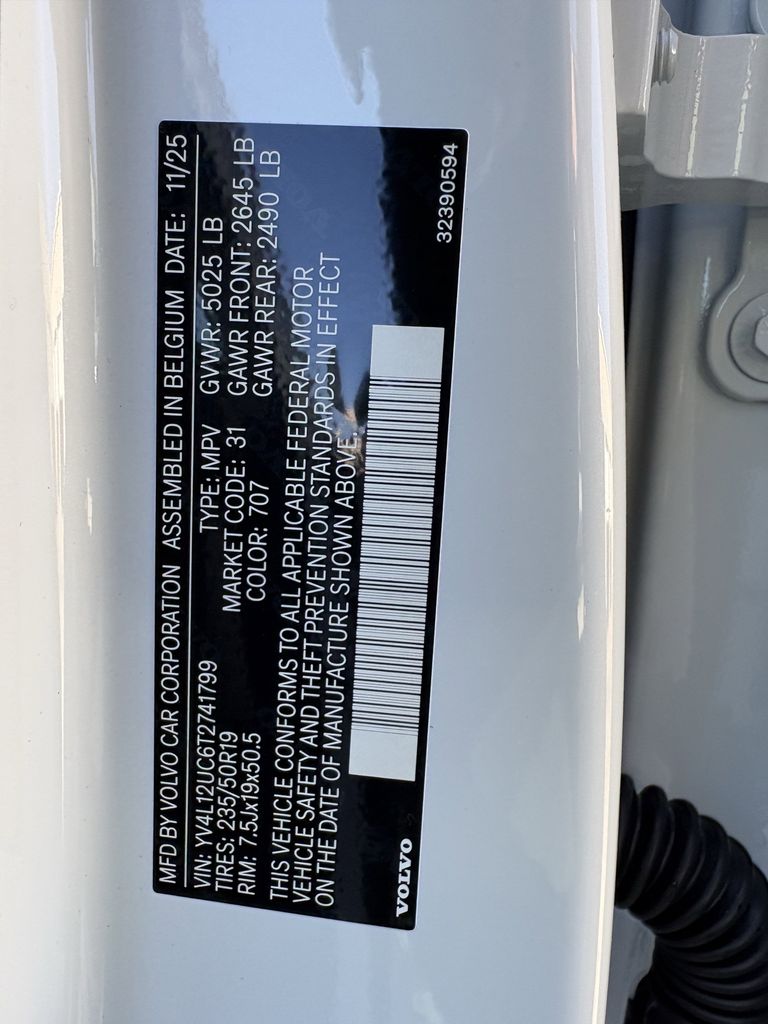 MFD BY VOLVO CAR CORPORATION ASSEMBLED IN BELGIUM DATE: 11/25
VIN: YV4L12UC6T2741799 TYPE: MPV GVWR: 5025 LB
TIRES: 235/50R19 MARKET CODE: 31 GAWR FRONT: 2645 LB
RIM: 7.5Jx19x50.5 COLOR: 707 GAWR REAR: 2490 LB
THIS VEHICLE CONFORMS TO ALL APPLICABLE FEDERAL MOTOR
VEHICLE SAFETY AND THEFT PREVENTION STANDARDS IN EFFECT
ON THE DATE OF MANUFACTURE SHOWN ABOVE.
VOLVO 32390594